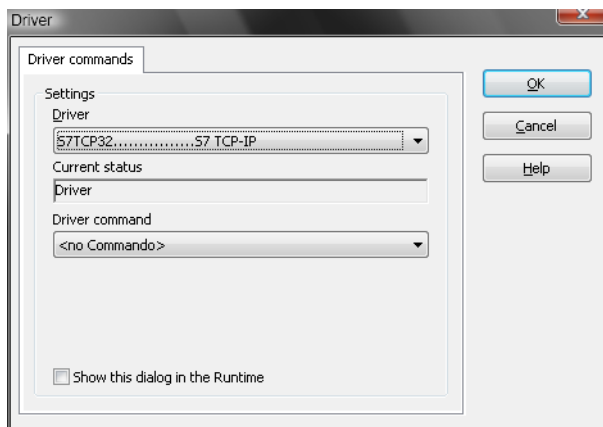 Driver
Driver commands
Settings
Driver
S7TCP32................S7 TCP-IP
Current status
Driver
Driver command
<no Commando>
Show this dialog in the Runtime
OK
Cancel
Help